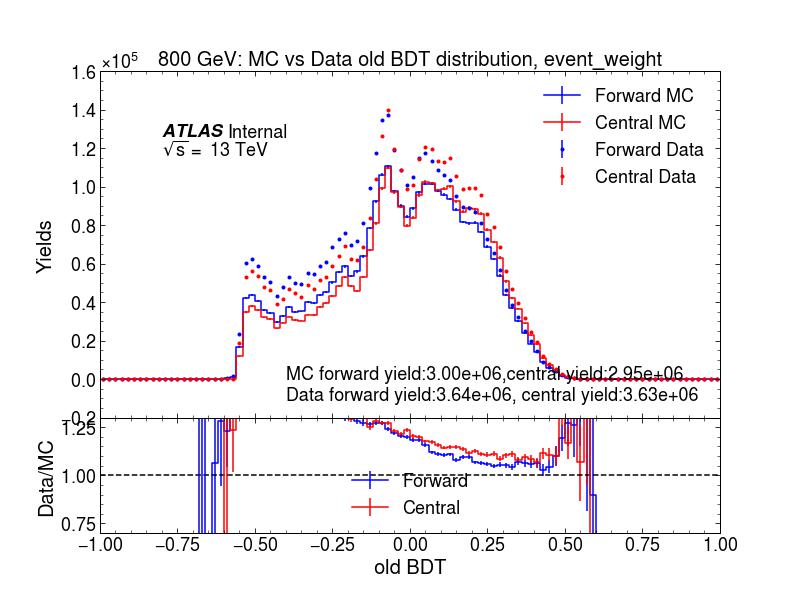 ×10⁵ 800 GeV: MC vs Data old BDT distribution, event_weight
1.6
1.4
1.2
1.0
0.8
0.6
0.4
0.2
0.0
0.2
Yields
ATLAS Internal
√s = 13 TeV
Forward MC
Central MC
Forward Data
Central Data
MC forward yield:3.00e+06,central yield:2.95e+06
Data forward yield:3.64e+06, central yield:3.63e+06
1.25
1.00
0.75
Data/MC
Forward
Central
−1.00 −0.75 −0.50 −0.25 0.00 0.25 0.50 0.75 1.00
old BDT